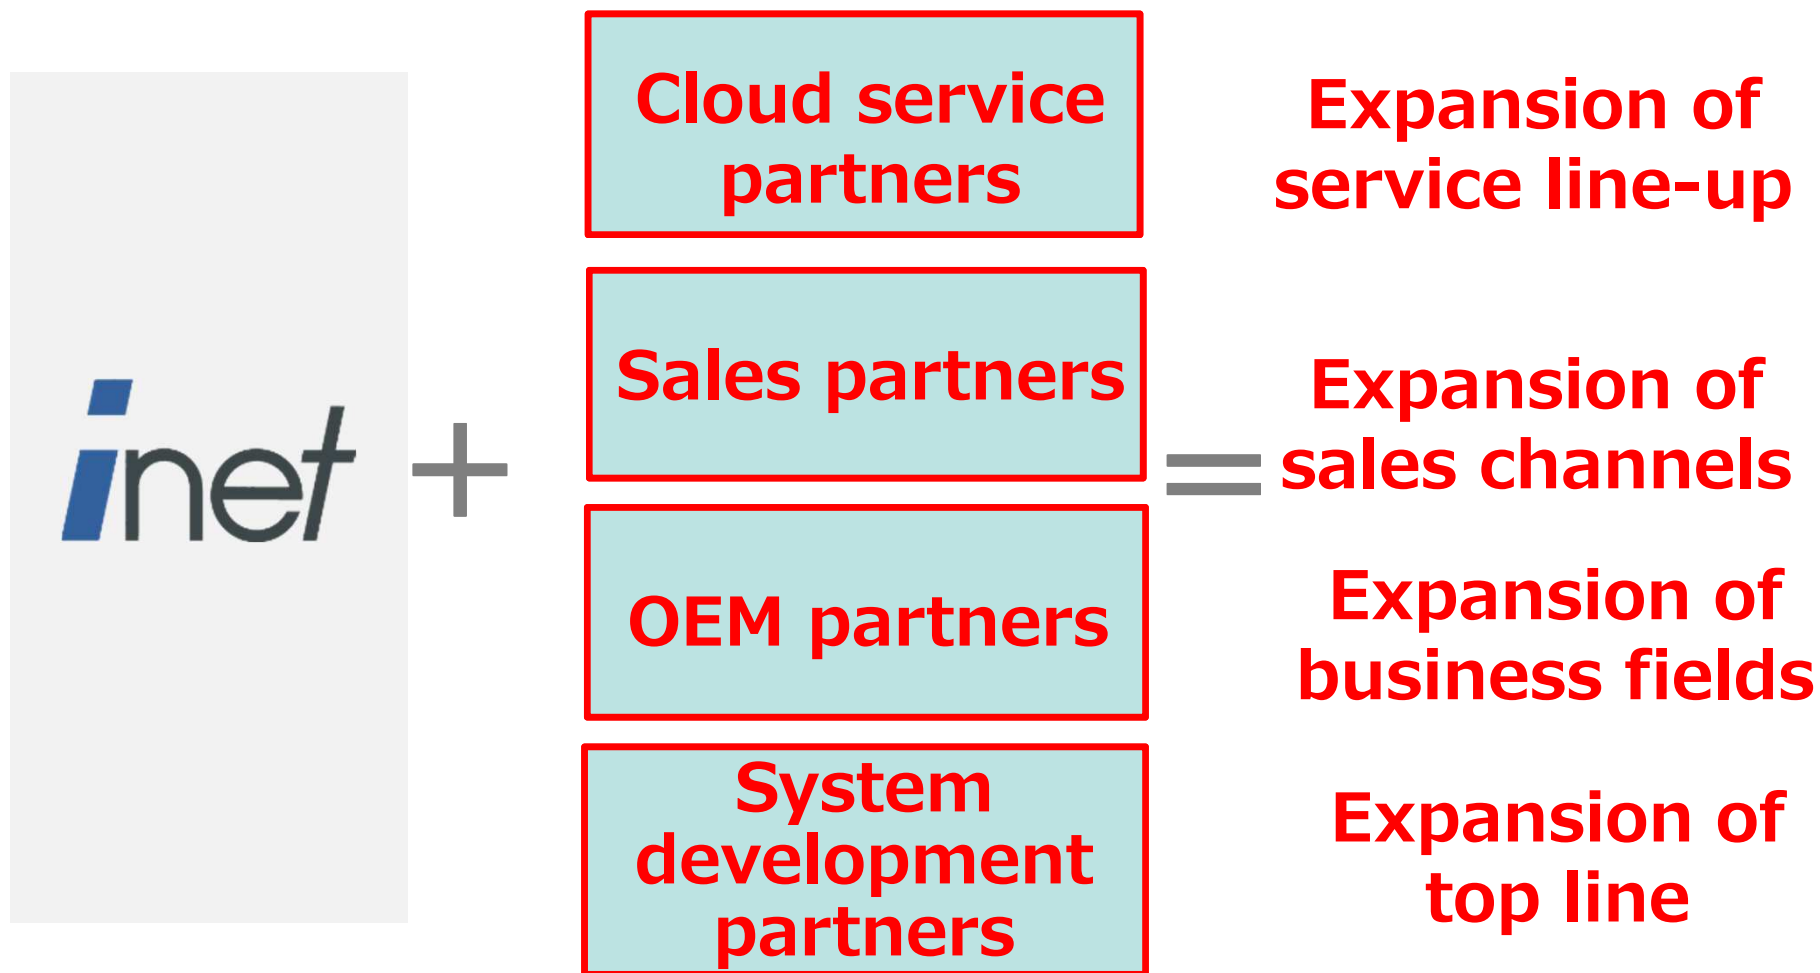 inet
+
Cloud service
partners
Expansion of
service line-up
Sales partners
Expansion of
sales channels
=
OEM partners
Expansion of
business fields
System
development
partners
Expansion of
top line